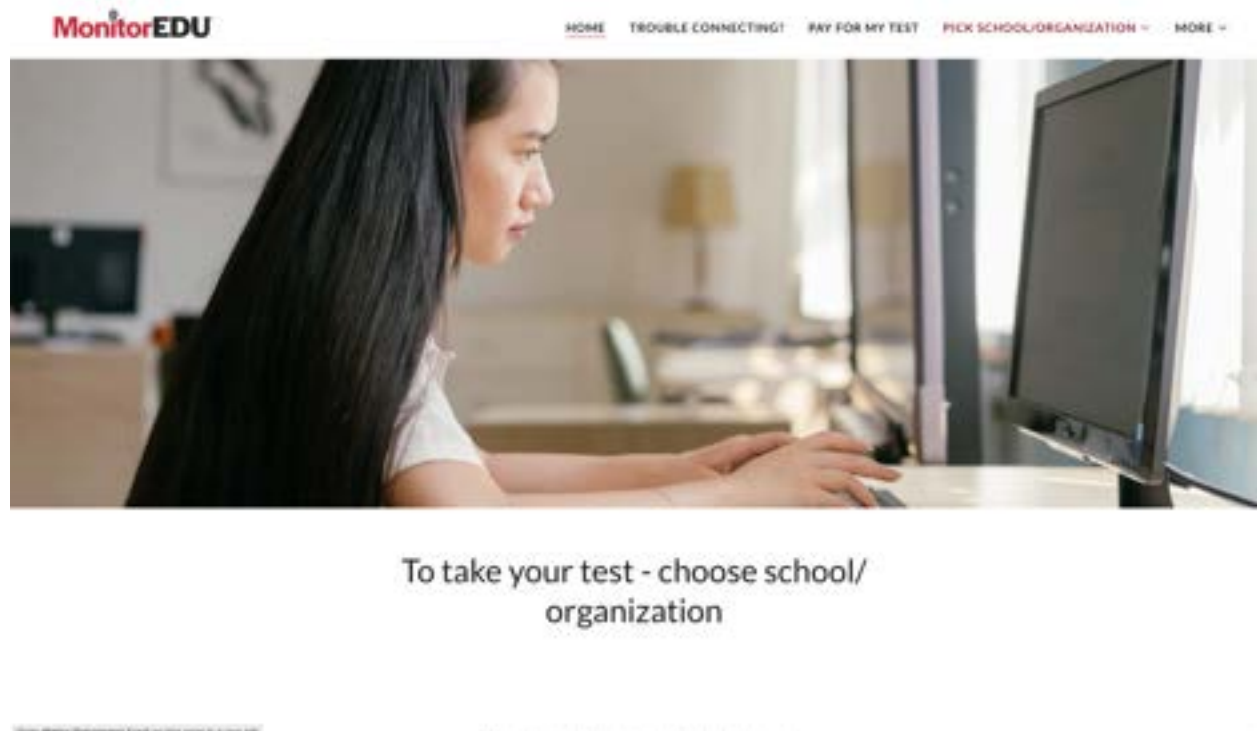 MonitorEDU
HOME TROUBLE CONNECTING? PAY FOR MY TEST PICK SCHOOL/ORGANIZATION MORE
To take your test - choose school/
organization